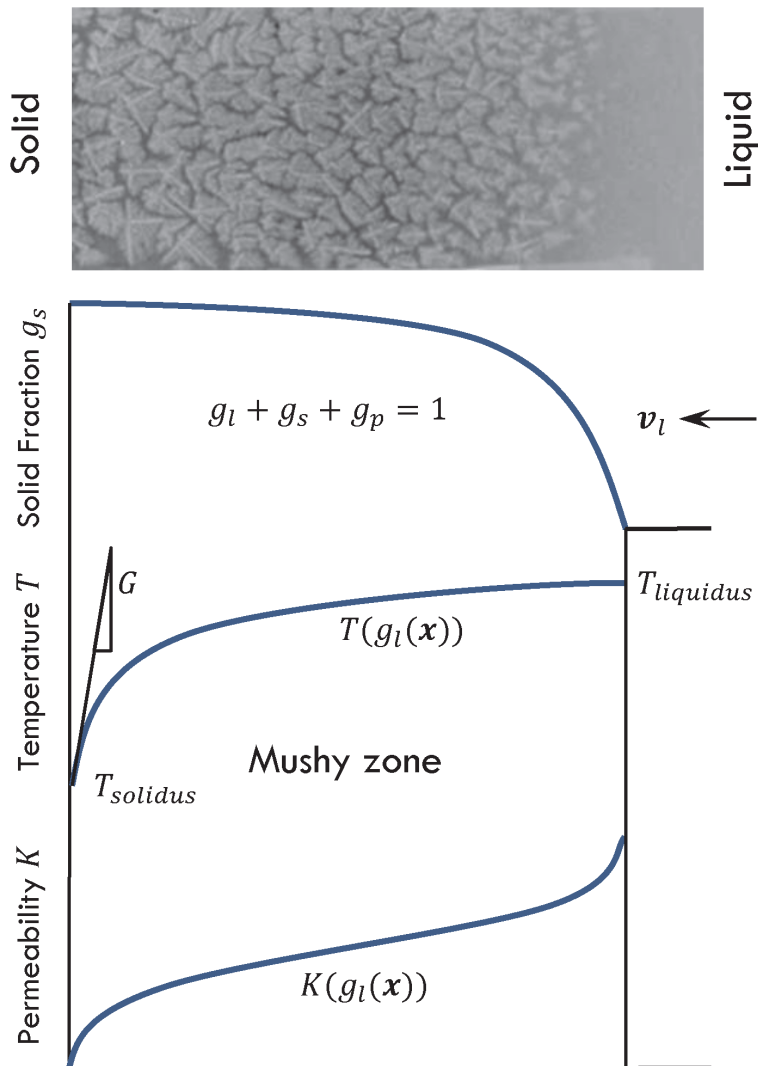 Solid
Liquid
Solid Fraction g_s
g_l + g_s + g_p = 1
v_l
Temperature T
G
T_liquidus
T(g_l(x))
Mushy zone
T_solidus
Permeability K
K(g_l(x))